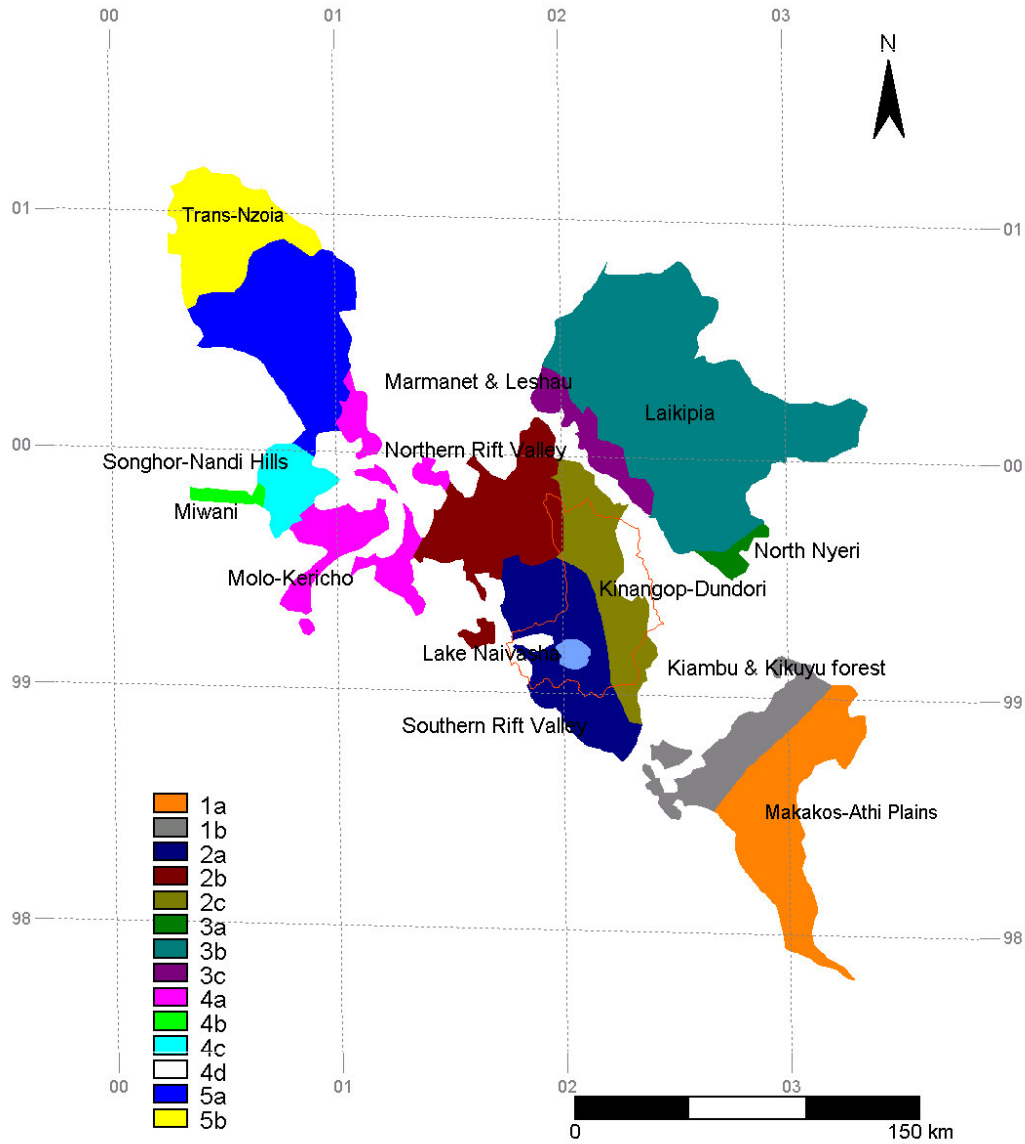 00 01 02 03
N
01 Trans-Nzoia 01
Marmanet & Leshau
Laikipia
00 Northern Rift Valley 00
Songhor-Nandi Hills
Miwani
North Nyeri
Molo-Kericho
Kinangop-Dundori
Lake Naivasha
Kiambu & Kikuyu forest
99 99
Southern Rift Valley
1a
Makakos-Athi Plains
1b
2a
2b
2c
98 3a 98
3b
3c
4a
4b
4c
4d
00 01 02 03
5a
5b
0 150 km